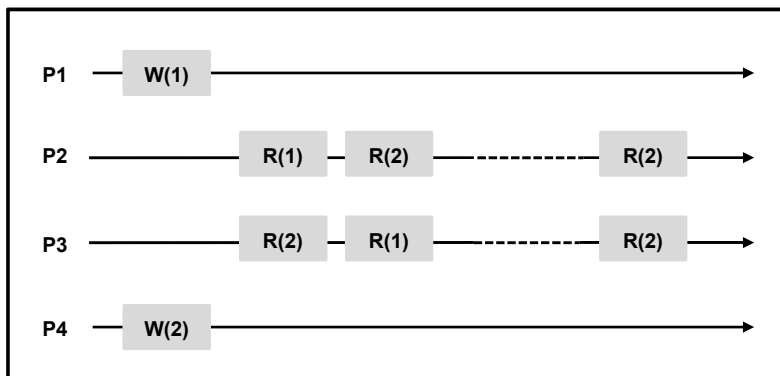 P1 W(1)
P2 R(1) R(2) R(2)
P3 R(2) R(1) R(2)
P4 W(2)